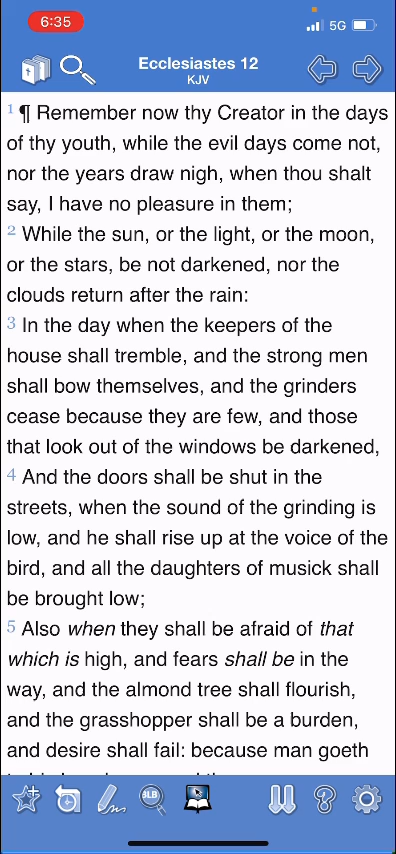 6:35
5G
Ecclesiastes 12
KJV
1 ¶ Remember now thy Creator in the days
of thy youth, while the evil days come not,
nor the years draw nigh, when thou shalt
say, I have no pleasure in them;
2 While the sun, or the light, or the moon,
or the stars, be not darkened, nor the
clouds return after the rain:
3 In the day when the keepers of the
house shall tremble, and the strong men
shall bow themselves, and the grinders
cease because they are few, and those
that look out of the windows be darkened,
4 And the doors shall be shut in the
streets, when the sound of the grinding is
low, and he shall rise up at the voice of the
bird, and all the daughters of musick shall
be brought low;
5 Also when they shall be afraid of that
which is high, and fears shall be in the
way, and the almond tree shall flourish,
and the grasshopper shall be a burden,
and desire shall fail: because man goeth
BLB